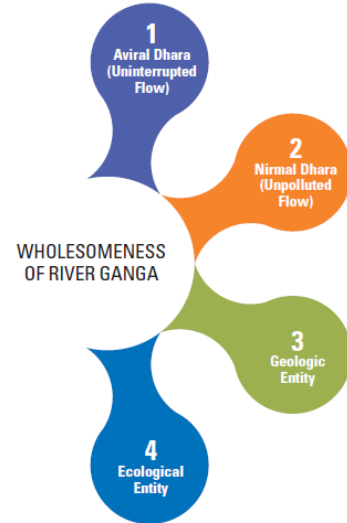 1
Aviral Dhara
(Uninterrupted
Flow)
2
Nirmal Dhara
(Unpolluted
Flow)
WHOLESOMENESS
OF RIVER GANGA
3
Geologic
Entity
4
Ecological
Entity